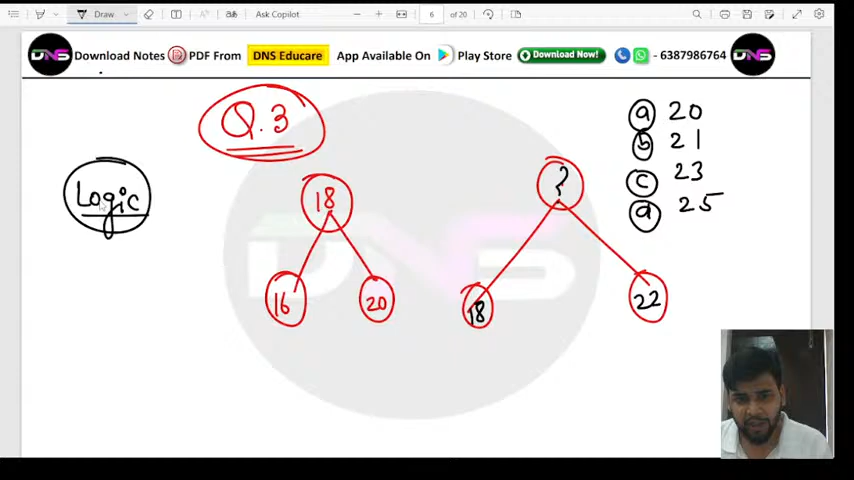 Draw
Ask Copilot
6 of 20
DNS Download Notes PDF From DNS Educare App Available On Play Store Download Now! - 6387986764 DNS
Q.3
Logic
18
16 20
?
18 22
a 20
b 21
c 23
d 25
DNS